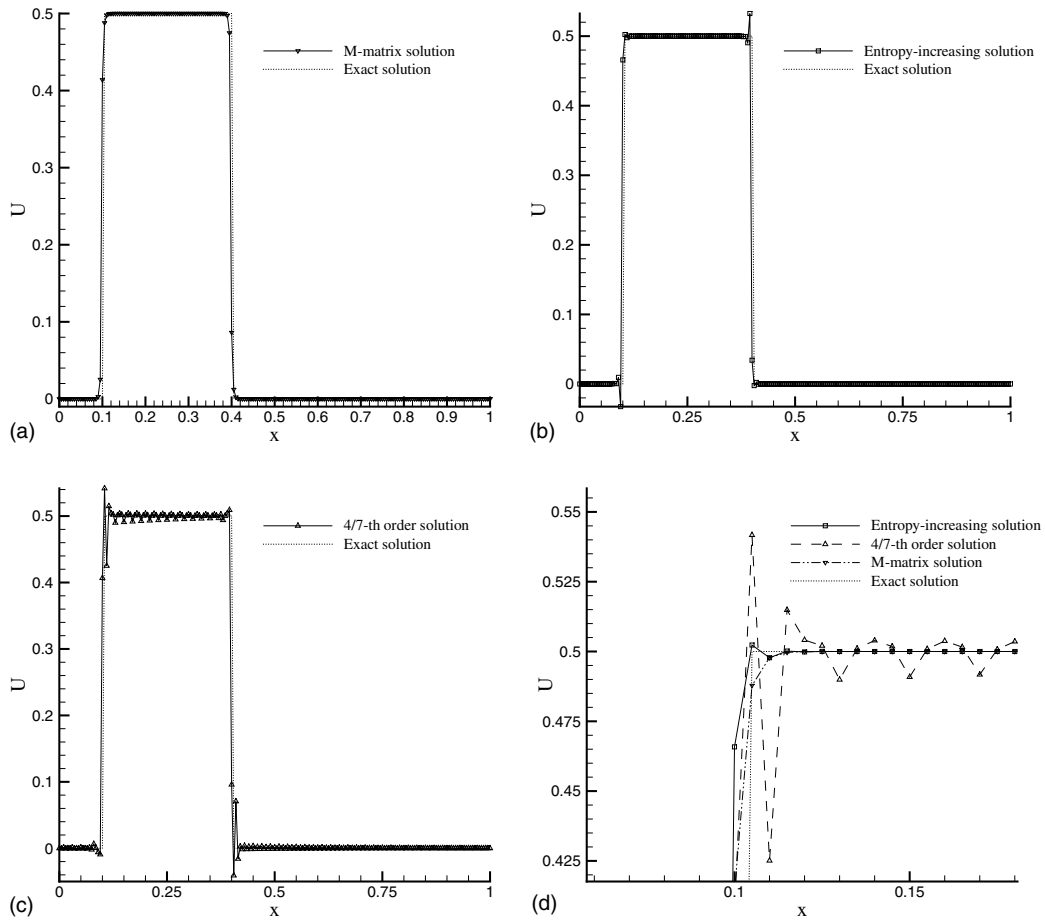 0.5
0.4
0.3
0.2
0.1
0
U
0 0.1 0.2 0.3 0.4 0.5 0.6 0.7 0.8 0.9 1
x
M-matrix solution
Exact solution
(a)
0.5
0.4
0.3
0.2
0.1
0
U
0 0.25 0.5 0.75 1
x
Entropy-increasing solution
Exact solution
(b)
0.5
0.4
0.3
0.2
0.1
0
U
0 0.25 0.5 0.75 1
x
4/7-th order solution
Exact solution
(c)
0.55
0.525
0.5
0.475
0.45
0.425
U
0.1 0.15
x
Entropy-increasing solution
4/7-th order solution
M-matrix solution
Exact solution
(d)